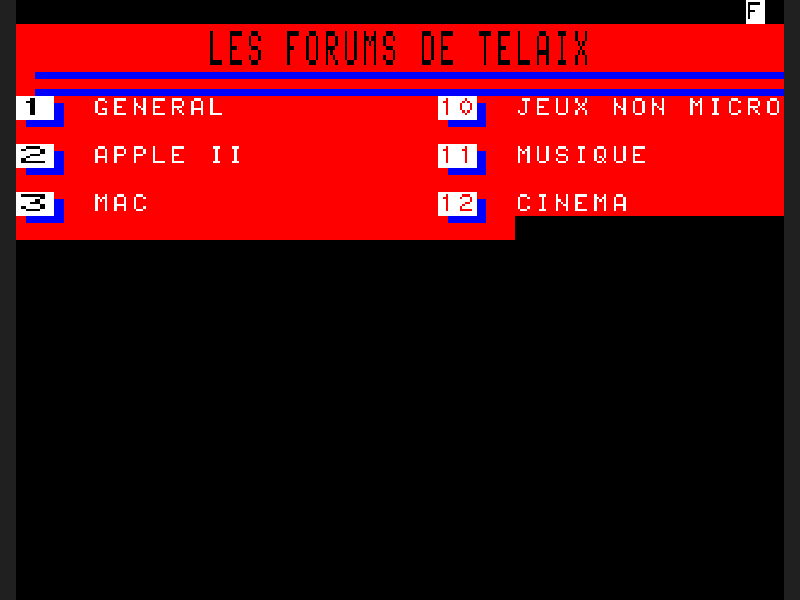 F
LES FORUMS DE TELAIX
1 GENERAL 10 JEUX NON MICRO
2 APPLE II 11 MUSIQUE
3 MAC 12 CINEMA